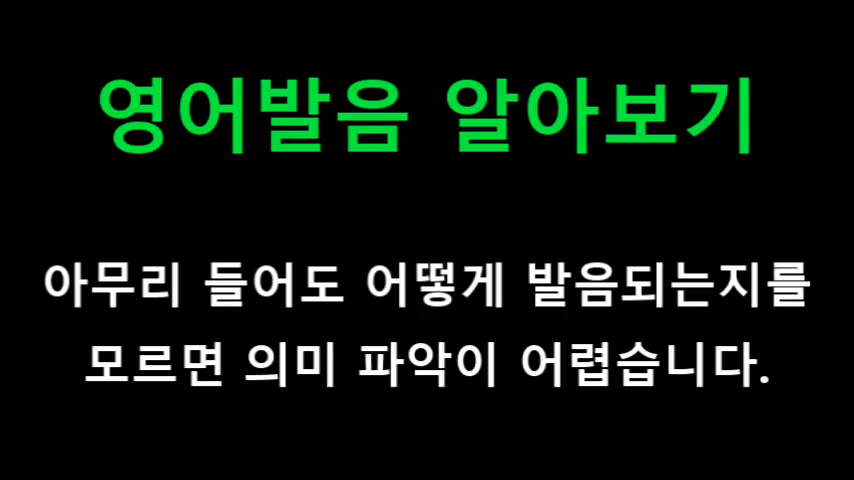 영어발음 알아보기
아무리 들어도 어떻게 발음되는지를
모르면 의미 파악이 어렵습니다.